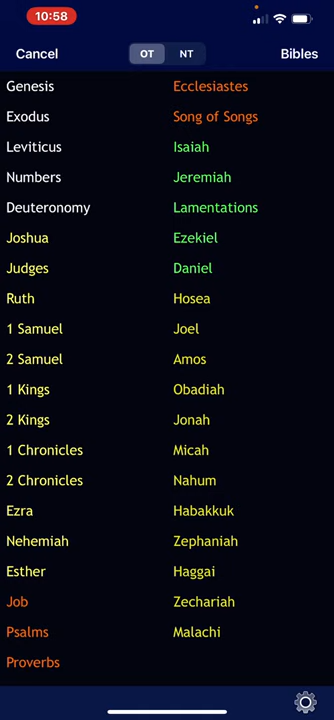 10:58
Cancel
OT
NT
Bibles
Genesis
Exodus
Leviticus
Numbers
Deuteronomy
Joshua
Judges
Ruth
1 Samuel
2 Samuel
1 Kings
2 Kings
1 Chronicles
2 Chronicles
Ezra
Nehemiah
Esther
Job
Psalms
Proverbs
Ecclesiastes
Song of Songs
Isaiah
Jeremiah
Lamentations
Ezekiel
Daniel
Hosea
Joel
Amos
Obadiah
Jonah
Micah
Nahum
Habakkuk
Zephaniah
Haggai
Zechariah
Malachi